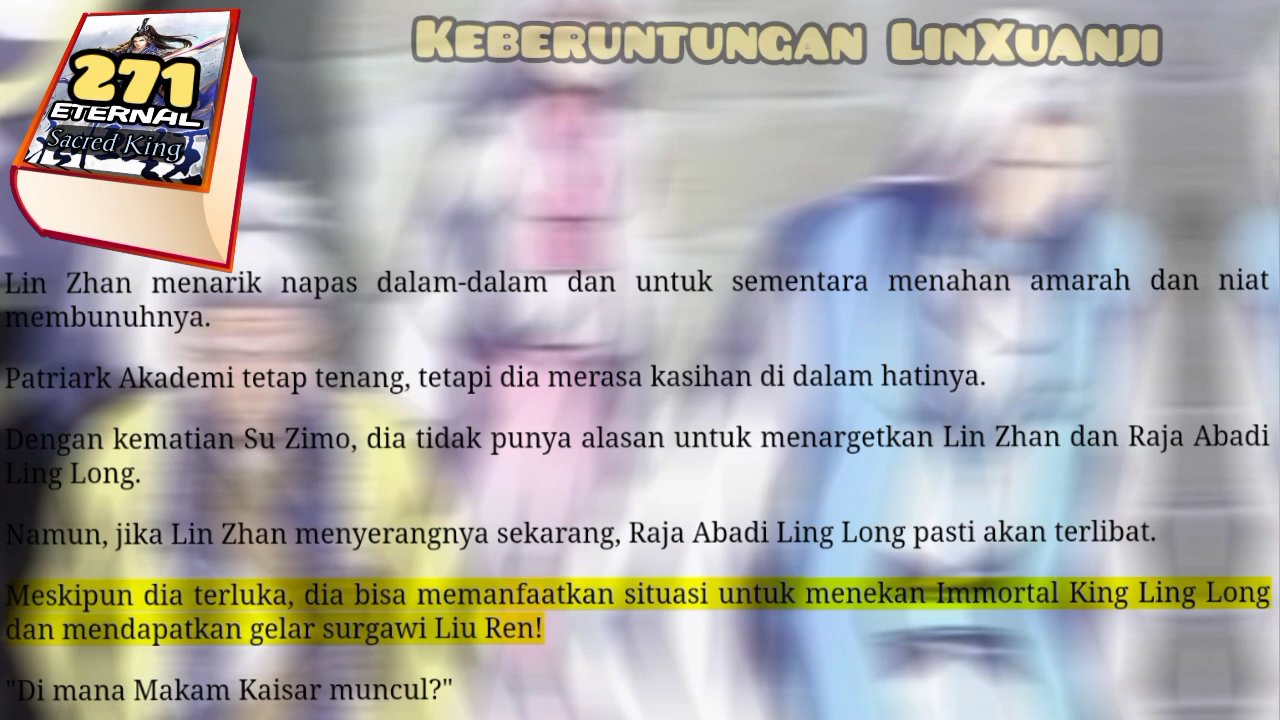 Keberuntungan LinXuanji
271
ETERNAL
Sacred King
Lin Zhan menarik napas dalam-dalam dan untuk sementara menahan amarah dan niat
membunuhnya.
Patriark Akademi tetap tenang, tetapi dia merasa kasihan di dalam hatinya.
Dengan kematian Su Zimo, dia tidak punya alasan untuk menargetkan Lin Zhan dan Raja Abadi
Ling Long.
Namun, jika Lin Zhan menyerangnya sekarang, Raja Abadi Ling Long pasti akan terlibat.
Meskipun dia terluka, dia bisa memanfaatkan situasi untuk menekan Immortal King Ling Long
dan mendapatkan gelar surgawi Liu Ren!
"Di mana Makam Kaisar muncul?"